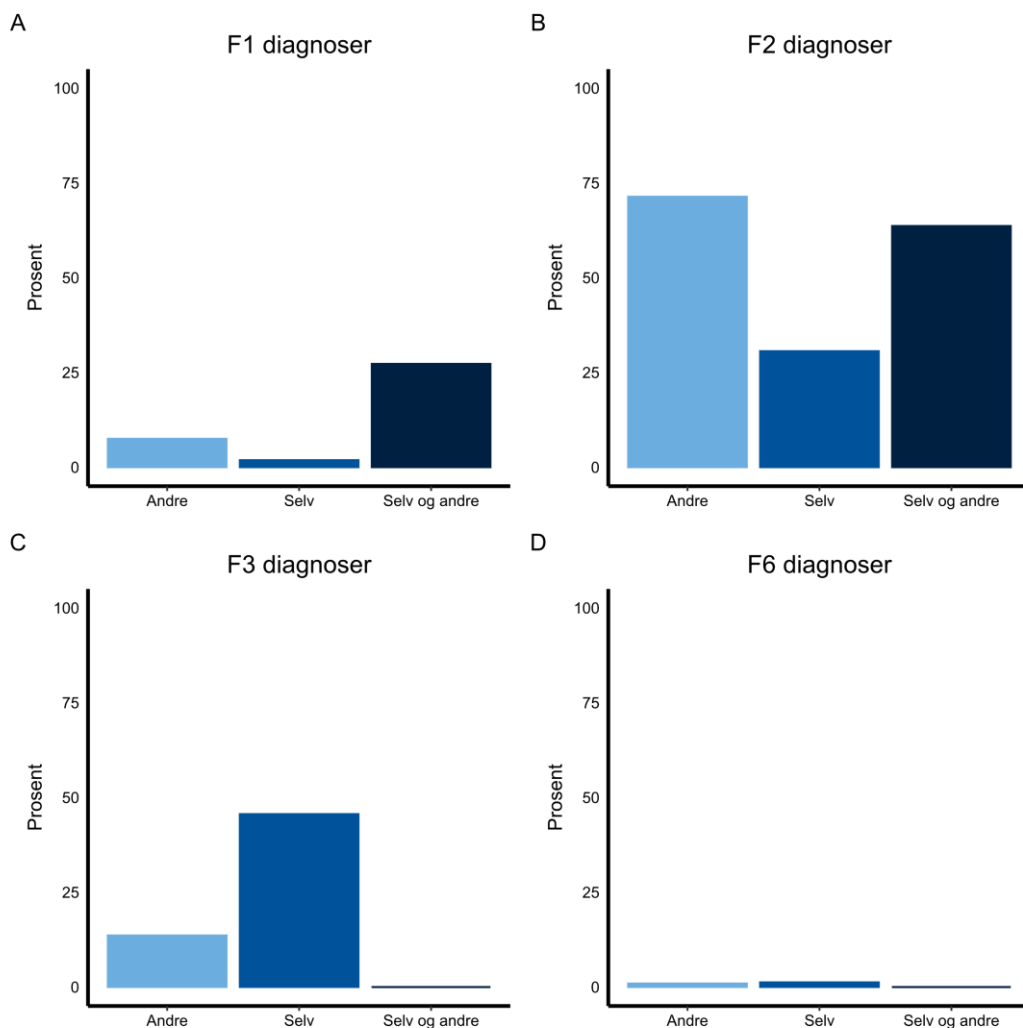 A
F1 diagnoser
100
75
50
25
0
Prosent
Andre Selv Selv og andre
B
F2 diagnoser
100
75
50
25
0
Prosent
Andre Selv Selv og andre
C
F3 diagnoser
100
75
50
25
0
Prosent
Andre Selv Selv og andre
D
F6 diagnoser
100
75
50
25
0
Prosent
Andre Selv Selv og andre